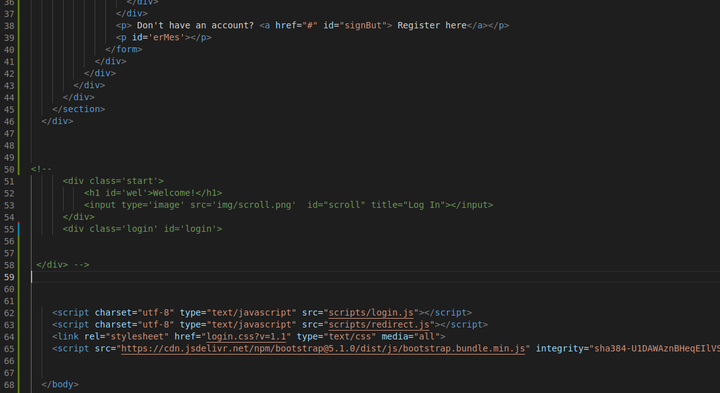 36 </div>
37 </div>
38 <p> Don't have an account? <a href="#" id="signBut"> Register here</a></p>
39 <p id='erMes'></p>
40 </form>
41 </div>
42 </div>
43 </div>
44 </div>
45 </section>
46 </div>
47
48
49
50 <!--
51 <div class='start'>
52 <h1 id='wel'>Welcome!</h1>
53 <input type='image' src='img/scroll.png'  id="scroll" title="Log In"></input>
54 </div>
55 <div class='login' id='login'>
56
57
58 </div> -->
59
60
61
62 <script charset="utf-8" type="text/javascript" src="scripts/login.js"></script>
63 <script charset="utf-8" type="text/javascript" src="scripts/redirect.js"></script>
64 <link rel="stylesheet" href="login.css?v=1.1" type="text/css" media="all">
65 <script src="https://cdn.jsdelivr.net/npm/bootstrap@5.1.0/dist/js/bootstrap.bundle.min.js" integrity="sha384-U1DAWAznBHeqEIlVS
66
67
68 </body>